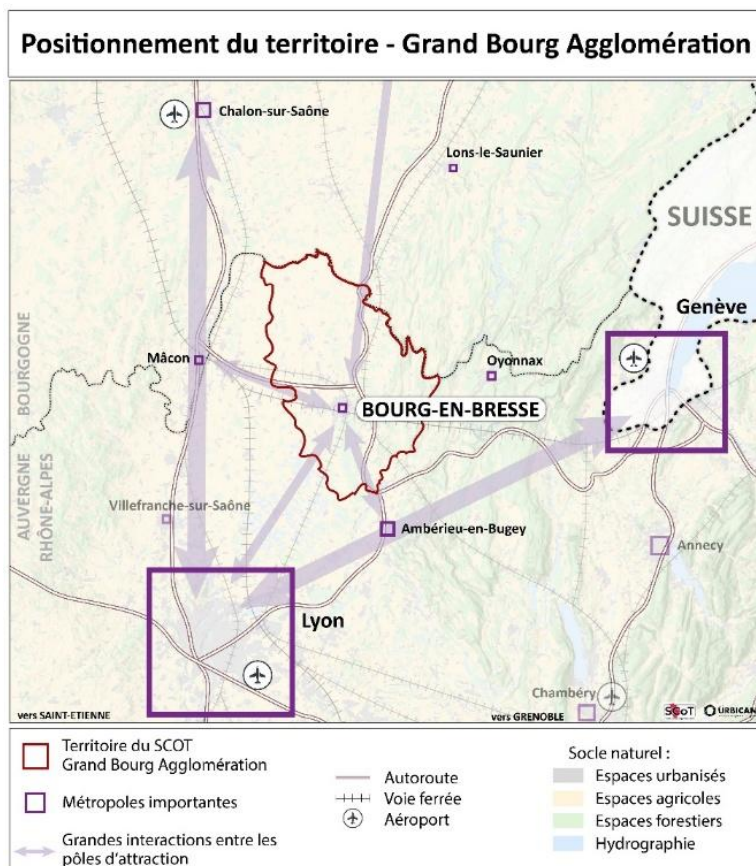 Positionnement du territoire - Grand Bourg Agglomération
Chalon-sur-Saône
Lons-le-Saunier
SUISSE
Genève
Mâcon
Oyonnax
BOURG-EN-BRESSE
BOURGOGNE
AUVERGNE
RHÔNE-ALPES
Villefranche-sur-Saône
Ambérieu-en-Bugey
Annecy
Lyon
Chambéry
vers SAINT-ETIENNE
vers GRENOBLE
SCoT
URBICAN
Territoire du SCOT
Grand Bourg Agglomération
Métropoles importantes
Grandes interactions entre les
pôles d'attraction
Autoroute
Voie ferrée
Aéroport
Socle naturel :
Espaces urbanisés
Espaces agricoles
Espaces forestiers
Hydrographie